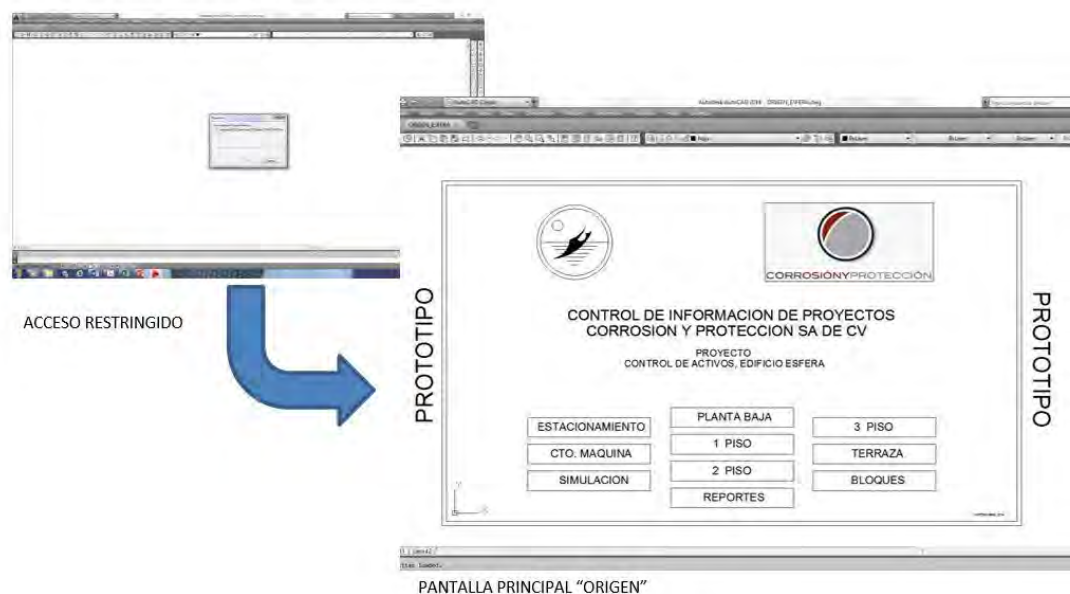 ACCESO RESTRINGIDO
PROTOTIPO
CORROSIÓNYPROTECCIÓN
CONTROL DE INFORMACION DE PROYECTOS
CORROSION Y PROTECCION SA DE CV
PROYECTO
CONTROL DE ACTIVOS, EDIFICIO ESFERA
ESTACIONAMIENTO
CTO. MAQUINA
SIMULACION
PLANTA BAJA
1 PISO
2 PISO
REPORTES
3 PISO
TERRAZA
BLOQUES
Y
X
PROTOTIPO
PANTALLA PRINCIPAL “ORIGEN”